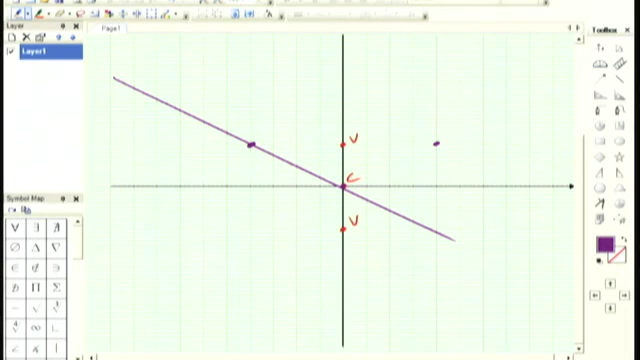 Layer
Page1
Toolbox
Layer1
V
C
V
Symbol Map
∀ ∃ ∄
∅ ∆ ∇
∈ ∉ ∋
∏ ∑
− √
∞ ∟
∠